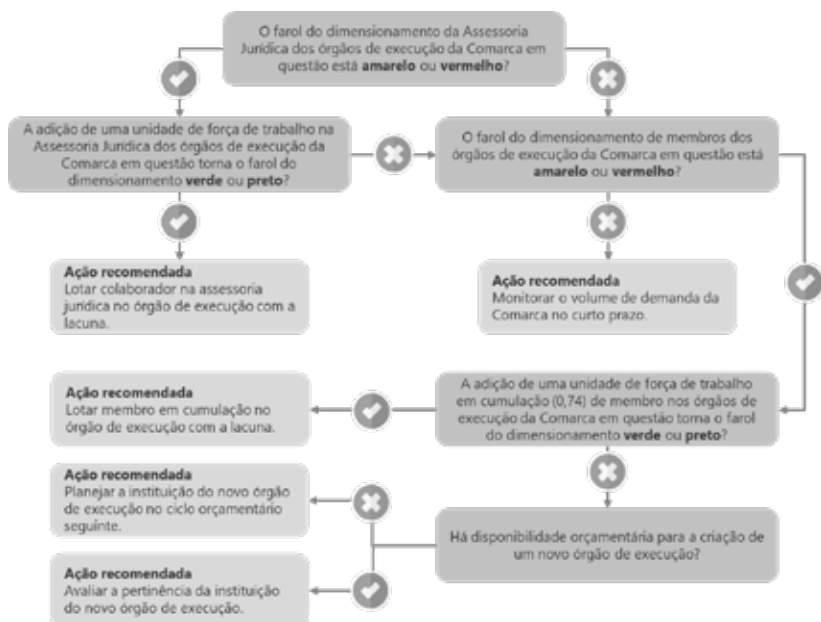 O farol do dimensionamento da Assessoria
Jurídica dos órgãos de execução da Comarca em
questão está amarelo ou vermelho?
A adição de uma unidade de força de trabalho na
Assessoria Jurídica dos órgãos de execução da
Comarca em questão torna o farol do
dimensionamento verde ou preto?
O farol do dimensionamento de membros dos
órgãos de execução da Comarca em questão está
amarelo ou vermelho?
Ação recomendada
Lotar colaborador na assessoria
jurídica no órgão de execução com a
lacuna.
Ação recomendada
Monitorar o volume de demanda da
Comarca no curto prazo.
Ação recomendada
Lotar membro em cumulação no
órgão de execução com a lacuna.
A adição de uma unidade de força de trabalho
em cumulação (0,74) de membro nos órgãos de
execução da Comarca em questão torna o farol
do dimensionamento verde ou preto?
Ação recomendada
Planejar a instituição do novo órgão
de execução no ciclo orçamentário
seguinte.
Há disponibilidade orçamentária para a criação de
um novo órgão de execução?
Ação recomendada
Avaliar a pertinência da instituição
do novo órgão de execução.